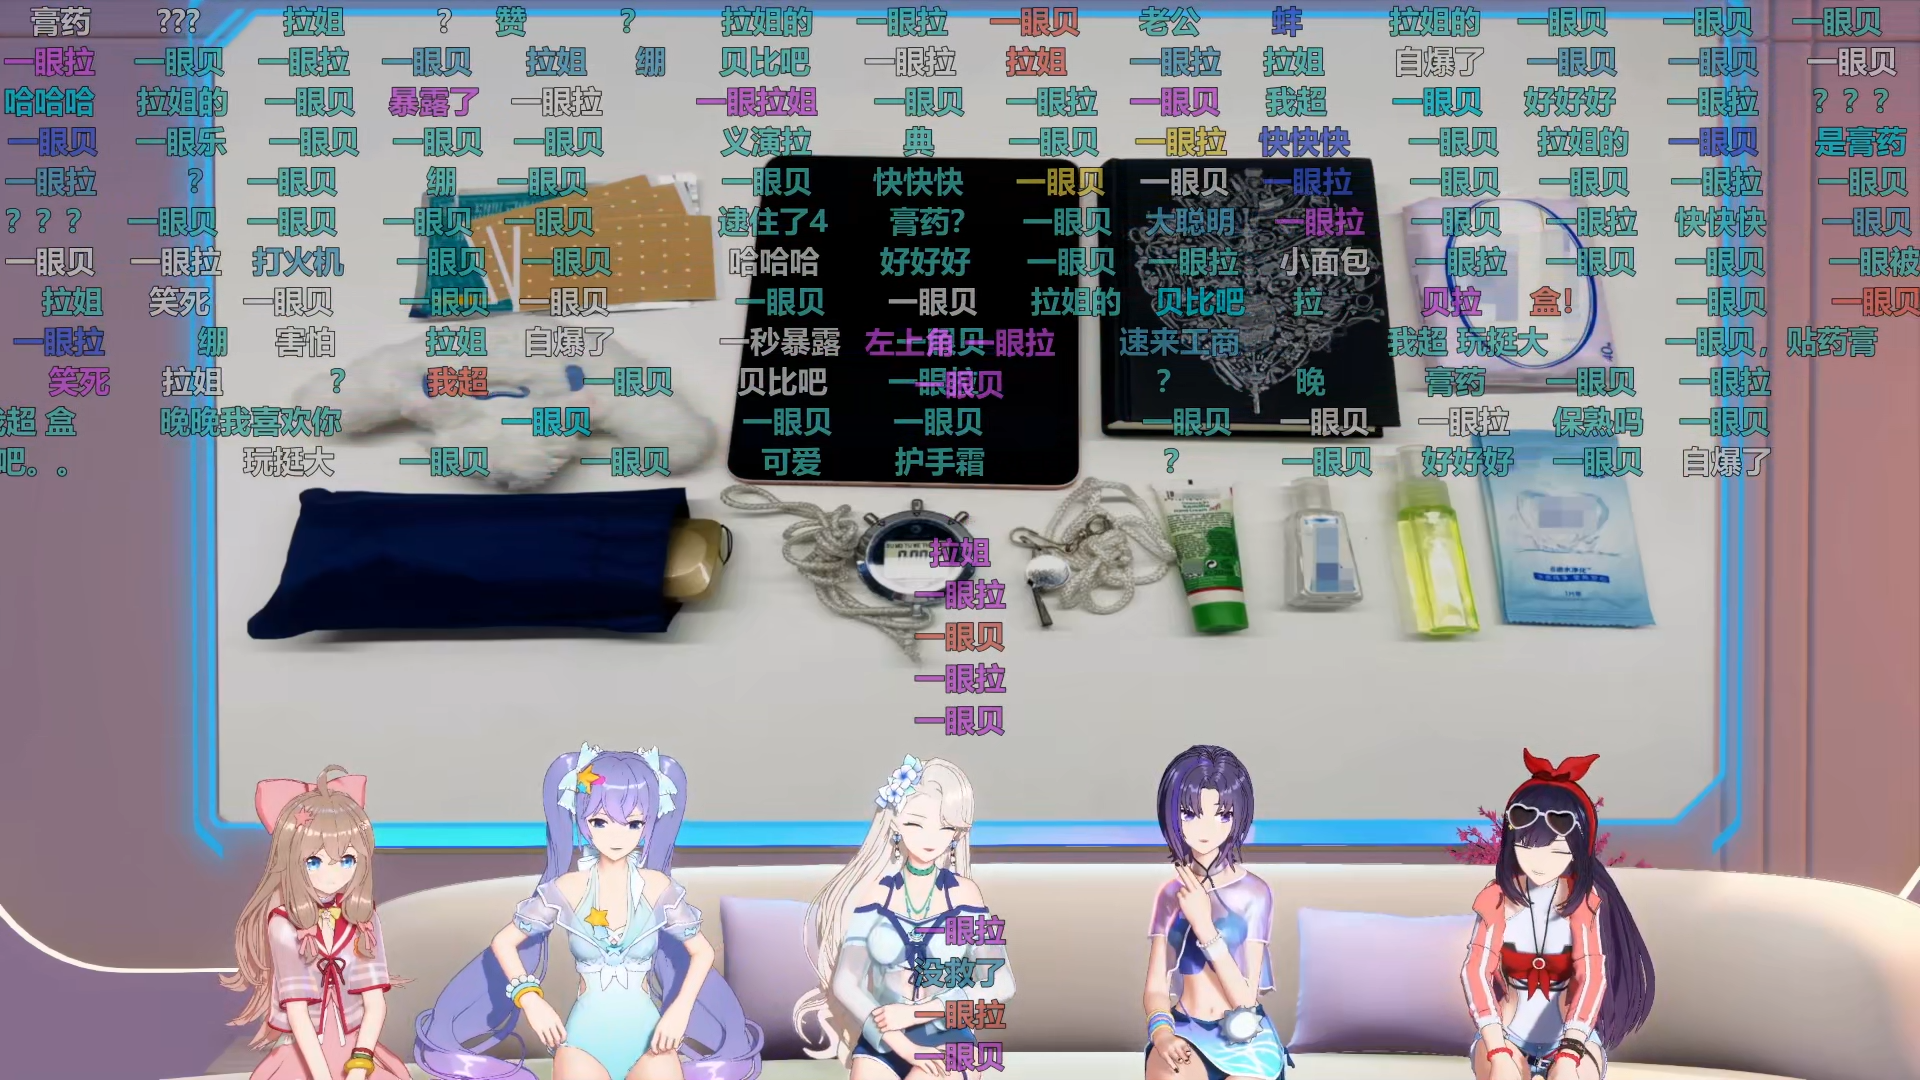 膏药 ??? 拉姐 ? 赞 ? 拉姐的 一眼拉 一眼贝 老公 蚌 拉姐的 一眼贝 一眼贝 一眼贝
一眼拉 一眼贝 一眼拉 一眼贝 拉姐 绷 贝比吧 一眼拉 拉姐 一眼拉 拉姐 自爆了 一眼贝 一眼贝 一眼贝
哈哈哈 拉姐的 一眼贝 暴露了 一眼拉 一眼拉姐 一眼贝 一眼拉 一眼贝 我超 一眼贝 好好好 一眼拉 ? ? ?
一眼贝 一眼乐 一眼贝 一眼贝 一眼贝 义演拉 典 一眼贝 一眼拉 快快快 一眼贝 拉姐的 一眼贝 是膏药
一眼拉 ? 一眼贝 绷 一眼贝 一眼贝 快快快 一眼贝 一眼贝 一眼拉 一眼贝 一眼贝 一眼拉 一眼贝
? ? ? 一眼贝 一眼贝 一眼贝 一眼贝 逮住了4 膏药? 一眼贝 大聪明 一眼拉 一眼贝 一眼拉 快快快 一眼贝
一眼贝 一眼拉 打火机 一眼贝 一眼贝 哈哈哈 好好好 一眼贝 一眼拉 小面包 一眼拉 一眼贝 一眼贝 一眼被
拉姐 笑死 一眼贝 一眼贝 一眼贝 一眼贝 一眼贝 拉姐的 贝比吧 拉 贝拉 盒! 一眼贝 一眼贝
一眼拉 绷 害怕 拉姐 自爆了 一秒暴露 左上角 一眼贝 一眼拉 速来工商 我超 玩挺大 一眼贝，贴药膏
笑死 拉姐 ? 我超 一眼贝 贝比吧 一眼拉 一眼贝 ? 晚 膏药 一眼贝 一眼拉
超 盒 晚晚我喜欢你 一眼贝 一眼贝 一眼贝 一眼贝 一眼贝 一眼拉 保熟吗 一眼贝
吧。。 玩挺大 一眼贝 一眼贝 可爱 护手霜 ? 一眼贝 好好好 一眼贝 自爆了
拉姐
一眼拉
一眼贝
一眼拉
一眼贝
一眼拉
没救了
一眼拉
一眼贝